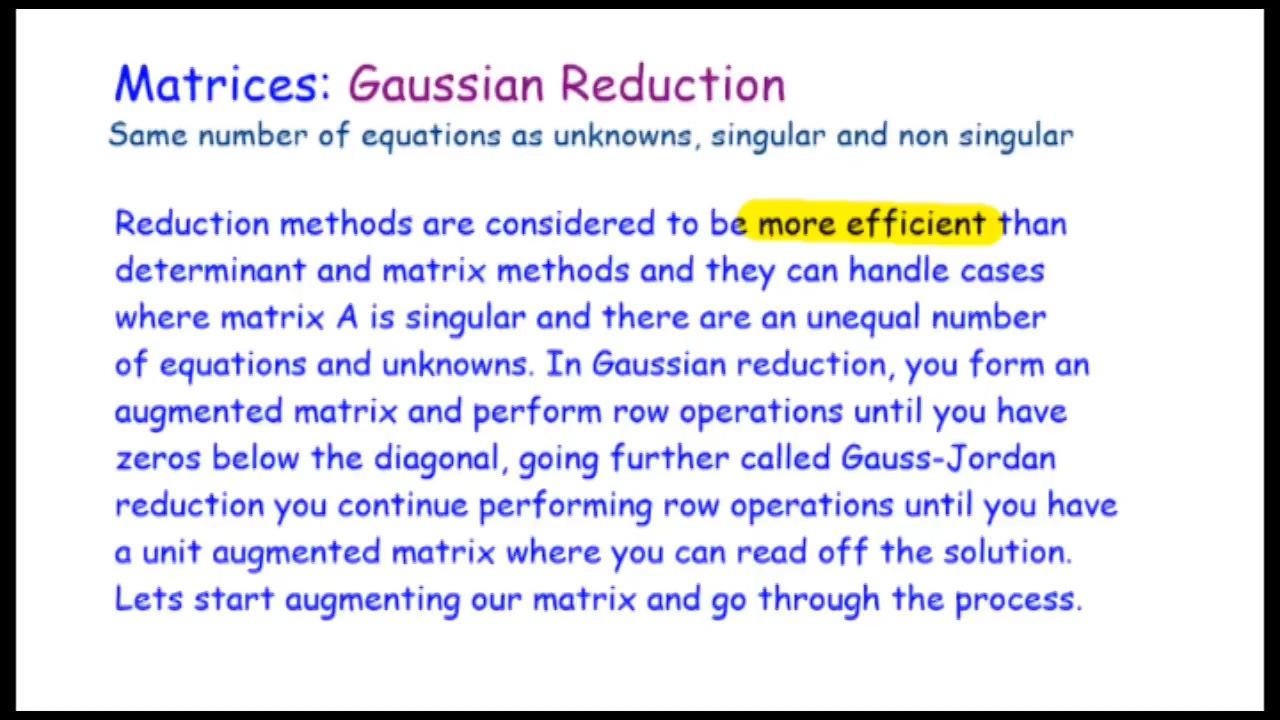 Matrices: Gaussian Reduction
Same number of equations as unknowns, singular and non singular
Reduction methods are considered to be more efficient than
determinant and matrix methods and they can handle cases
where matrix A is singular and there are an unequal number
of equations and unknowns. In Gaussian reduction, you form an
augmented matrix and perform row operations until you have
zeros below the diagonal, going further called Gauss-Jordan
reduction you continue performing row operations until you have
a unit augmented matrix where you can read off the solution.
Lets start augmenting our matrix and go through the process.